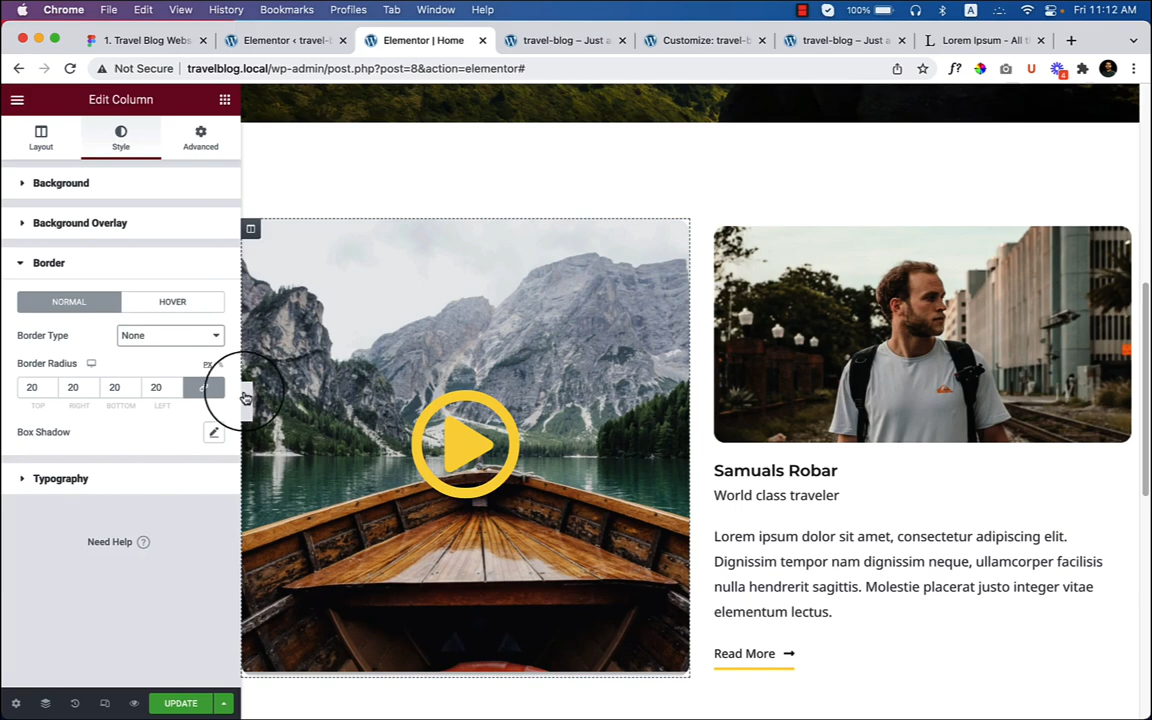 Chrome File Edit View History Bookmarks Profiles Tab Window Help 100% A Fri 11:12 AM
1. Travel Blog Webs Elementor ‹ travel-b Elementor | Home travel-blog – Just a Customize: travel-b travel-blog – Just a Lorem Ipsum - All t
Not Secure travelblog.local/wp-admin/post.php?post=8&action=elementor# f? U 4
Edit Column
Layout Style Advanced
Background
Background Overlay
Border
NORMAL HOVER
Border Type None
Border Radius PX %
20 20 20 20
TOP RIGHT BOTTOM LEFT
Box Shadow
Typography
Need Help ?
UPDATE
Samuals Robar
World class traveler
Lorem ipsum dolor sit amet, consectetur adipiscing elit.
Dignissim tempor nam dignissim neque, ullamcorper facilisis
nulla hendrerit sagittis. Molestie placerat justo integer vitae
elementum lectus.
Read More →